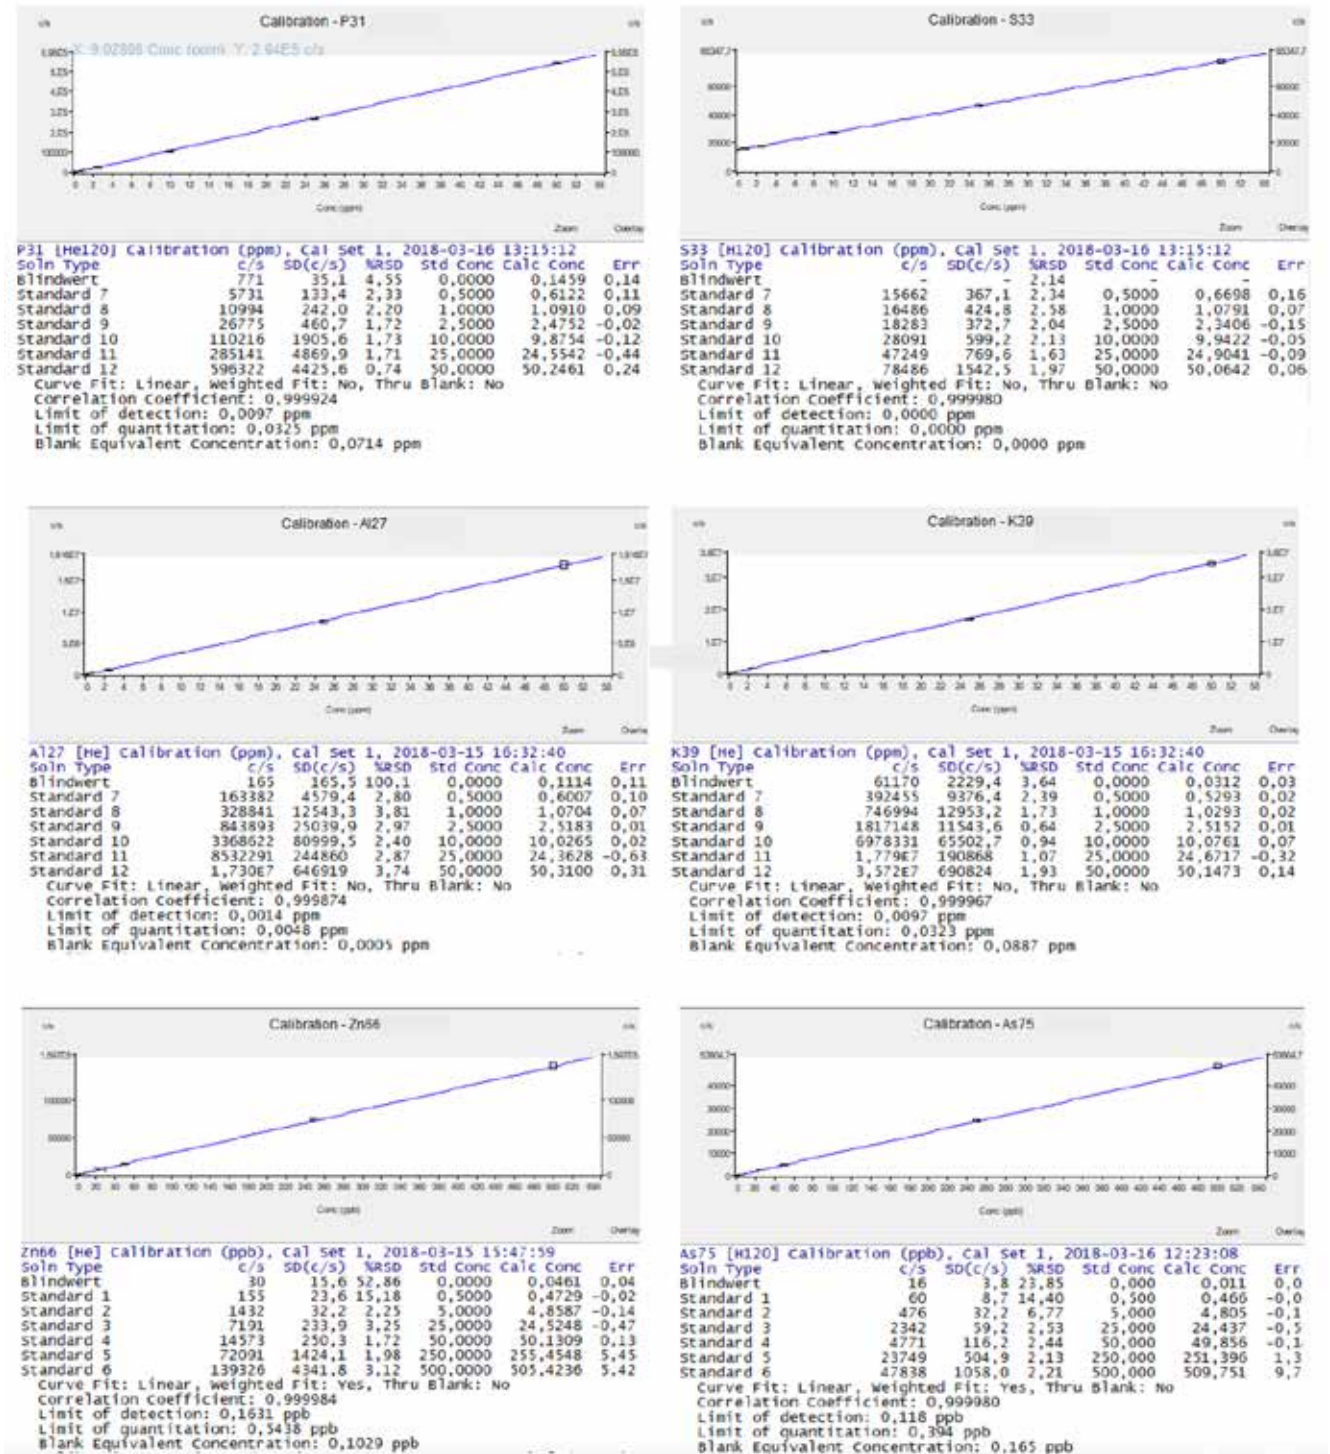 Calibration - P31
X: 9.02898 Conc (ppm) Y: 2.94E5 c/s
Conc (ppm)
Zoom
P31 [He120] Calibration (ppm), Cal Set 1, 2018-03-16 13:15:12
Soln Type c/s SD(c/s) %RSD Std Conc Calc Conc Err
Blindwert 771 35,1 4,55 0,0000 0,1459 0,14
Standard 7 5731 133,4 2,33 0,5000 0,6122 0,11
Standard 8 10994 242,0 2,20 1,0000 1,0910 0,09
Standard 9 26775 460,7 1,72 2,5000 2,4752 -0,02
Standard 10 110216 1905,6 1,73 10,0000 9,8754 -0,12
Standard 11 285141 4869,9 1,71 25,0000 24,5542 -0,44
Standard 12 596322 4425,6 0,74 50,0000 50,2461 0,24
Curve Fit: Linear, Weighted Fit: No, Thru Blank: No
Correlation Coefficient: 0,999924
Limit of detection: 0,0097 ppm
Limit of quantitation: 0,0325 ppm
Blank Equivalent Concentration: 0,0714 ppm
Calibration - S33
Conc (ppm)
Zoom
S33 [H120] Calibration (ppm), Cal Set 1, 2018-03-16 13:15:12
Soln Type c/s SD(c/s) %RSD Std Conc Calc Conc Err
Blindwert - - 2,14 - -
Standard 7 15662 367,1 2,34 0,5000 0,6698 0,16
Standard 8 16486 424,8 2,58 1,0000 1,0791 0,07
Standard 9 18283 372,7 2,04 2,5000 2,3406 -0,15
Standard 10 28091 599,2 2,13 10,0000 9,9422 -0,05
Standard 11 47249 769,6 1,63 25,0000 24,9041 -0,09
Standard 12 78486 1542,5 1,97 50,0000 50,0642 0,06
Curve Fit: Linear, Weighted Fit: No, Thru Blank: No
Correlation Coefficient: 0,999980
Limit of detection: 0,0000 ppm
Limit of quantitation: 0,0000 ppm
Blank Equivalent Concentration: 0,0000 ppm
Calibration - Al27
Conc (ppm)
Zoom
Al27 [He] Calibration (ppm), Cal Set 1, 2018-03-15 16:32:40
Soln Type c/s SD(c/s) %RSD Std Conc Calc Conc Err
Blindwert 165 165,5 100,1 0,0000 0,1114 0,11
Standard 7 163382 4579,4 2,80 0,5000 0,6007 0,10
Standard 8 328841 12543,3 3,81 1,0000 1,0704 0,07
Standard 9 843893 25039,9 2,97 2,5000 2,5183 0,01
Standard 10 3368622 80999,5 2,40 10,0000 10,0265 0,02
Standard 11 8532291 244860 2,87 25,0000 24,3628 -0,63
Standard 12 1,730E7 646919 3,74 50,0000 50,3100 0,31
Curve Fit: Linear, Weighted Fit: No, Thru Blank: No
Correlation Coefficient: 0,999874
Limit of detection: 0,0014 ppm
Limit of quantitation: 0,0048 ppm
Blank Equivalent Concentration: 0,0005 ppm
Calibration - K39
Conc (ppm)
Zoom
K39 [He] Calibration (ppm), Cal Set 1, 2018-03-15 16:32:40
Soln Type c/s SD(c/s) %RSD Std Conc Calc Conc Err
Blindwert 61170 2229,4 3,64 0,0000 0,0312 0,03
Standard 7 392455 9376,4 2,39 0,5000 0,5293 0,02
Standard 8 746994 12953,2 1,73 1,0000 1,0293 0,02
Standard 9 1817148 11543,6 0,64 2,5000 2,5152 0,01
Standard 10 6978331 65502,7 0,94 10,0000 10,0761 0,07
Standard 11 1,779E7 190868 1,07 25,0000 24,6717 -0,32
Standard 12 3,572E7 690824 1,93 50,0000 50,1473 0,14
Curve Fit: Linear, Weighted Fit: No, Thru Blank: No
Correlation Coefficient: 0,999967
Limit of detection: 0,0097 ppm
Limit of quantitation: 0,0323 ppm
Blank Equivalent Concentration: 0,0887 ppm
Calibration - Zn66
Conc (ppb)
Zoom
Zn66 [He] Calibration (ppb), Cal Set 1, 2018-03-15 15:47:59
Soln Type c/s SD(c/s) %RSD Std Conc Calc Conc Err
Blindwert 30 15,6 52,86 0,0000 0,0461 0,04
Standard 1 155 23,6 15,18 0,5000 0,4729 -0,02
Standard 2 1432 32,2 2,25 5,0000 4,8587 -0,14
Standard 3 7191 233,9 3,25 25,0000 24,5248 -0,47
Standard 4 14573 250,3 1,72 50,0000 50,1309 0,13
Standard 5 72091 1424,1 1,98 250,0000 255,4548 5,45
Standard 6 139326 4341,8 3,12 500,0000 505,4236 5,42
Curve Fit: Linear, Weighted Fit: Yes, Thru Blank: No
Correlation Coefficient: 0,999984
Limit of detection: 0,1631 ppb
Limit of quantitation: 0,5438 ppb
Blank Equivalent Concentration: 0,1029 ppb
Calibration - As75
Conc (ppb)
Zoom
As75 [H120] Calibration (ppb), Cal Set 1, 2018-03-16 12:23:08
Soln Type c/s SD(c/s) %RSD Std Conc Calc Conc Err
Blindwert 16 3,8 23,85 0,000 0,011 0,0
Standard 1 60 8,7 14,40 0,500 0,466 -0,0
Standard 2 476 32,2 6,77 5,000 4,805 -0,1
Standard 3 2342 59,2 2,53 25,000 24,437 -0,5
Standard 4 4771 116,2 2,44 50,000 49,856 -0,1
Standard 5 23749 504,9 2,13 250,000 251,396 1,3
Standard 6 47838 1058,0 2,21 500,000 509,751 9,7
Curve Fit: Linear, Weighted Fit: Yes, Thru Blank: No
Correlation Coefficient: 0,999980
Limit of detection: 0,118 ppb
Limit of quantitation: 0,394 ppb
Blank Equivalent Concentration: 0,165 ppb